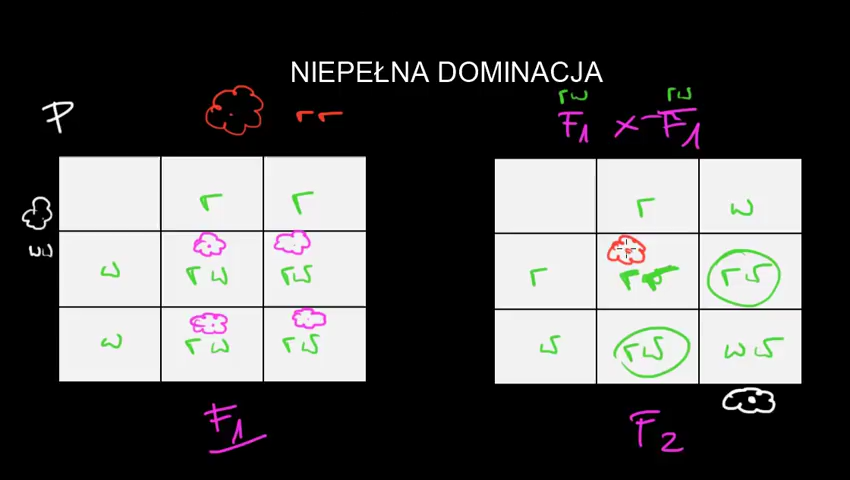 NIEPEŁNA DOMINACJA
P rr
rw rw
F1 x F1
r r
ww
w rw rw
w rw rw
F1
r w
r rr rw
w rw ww
F2